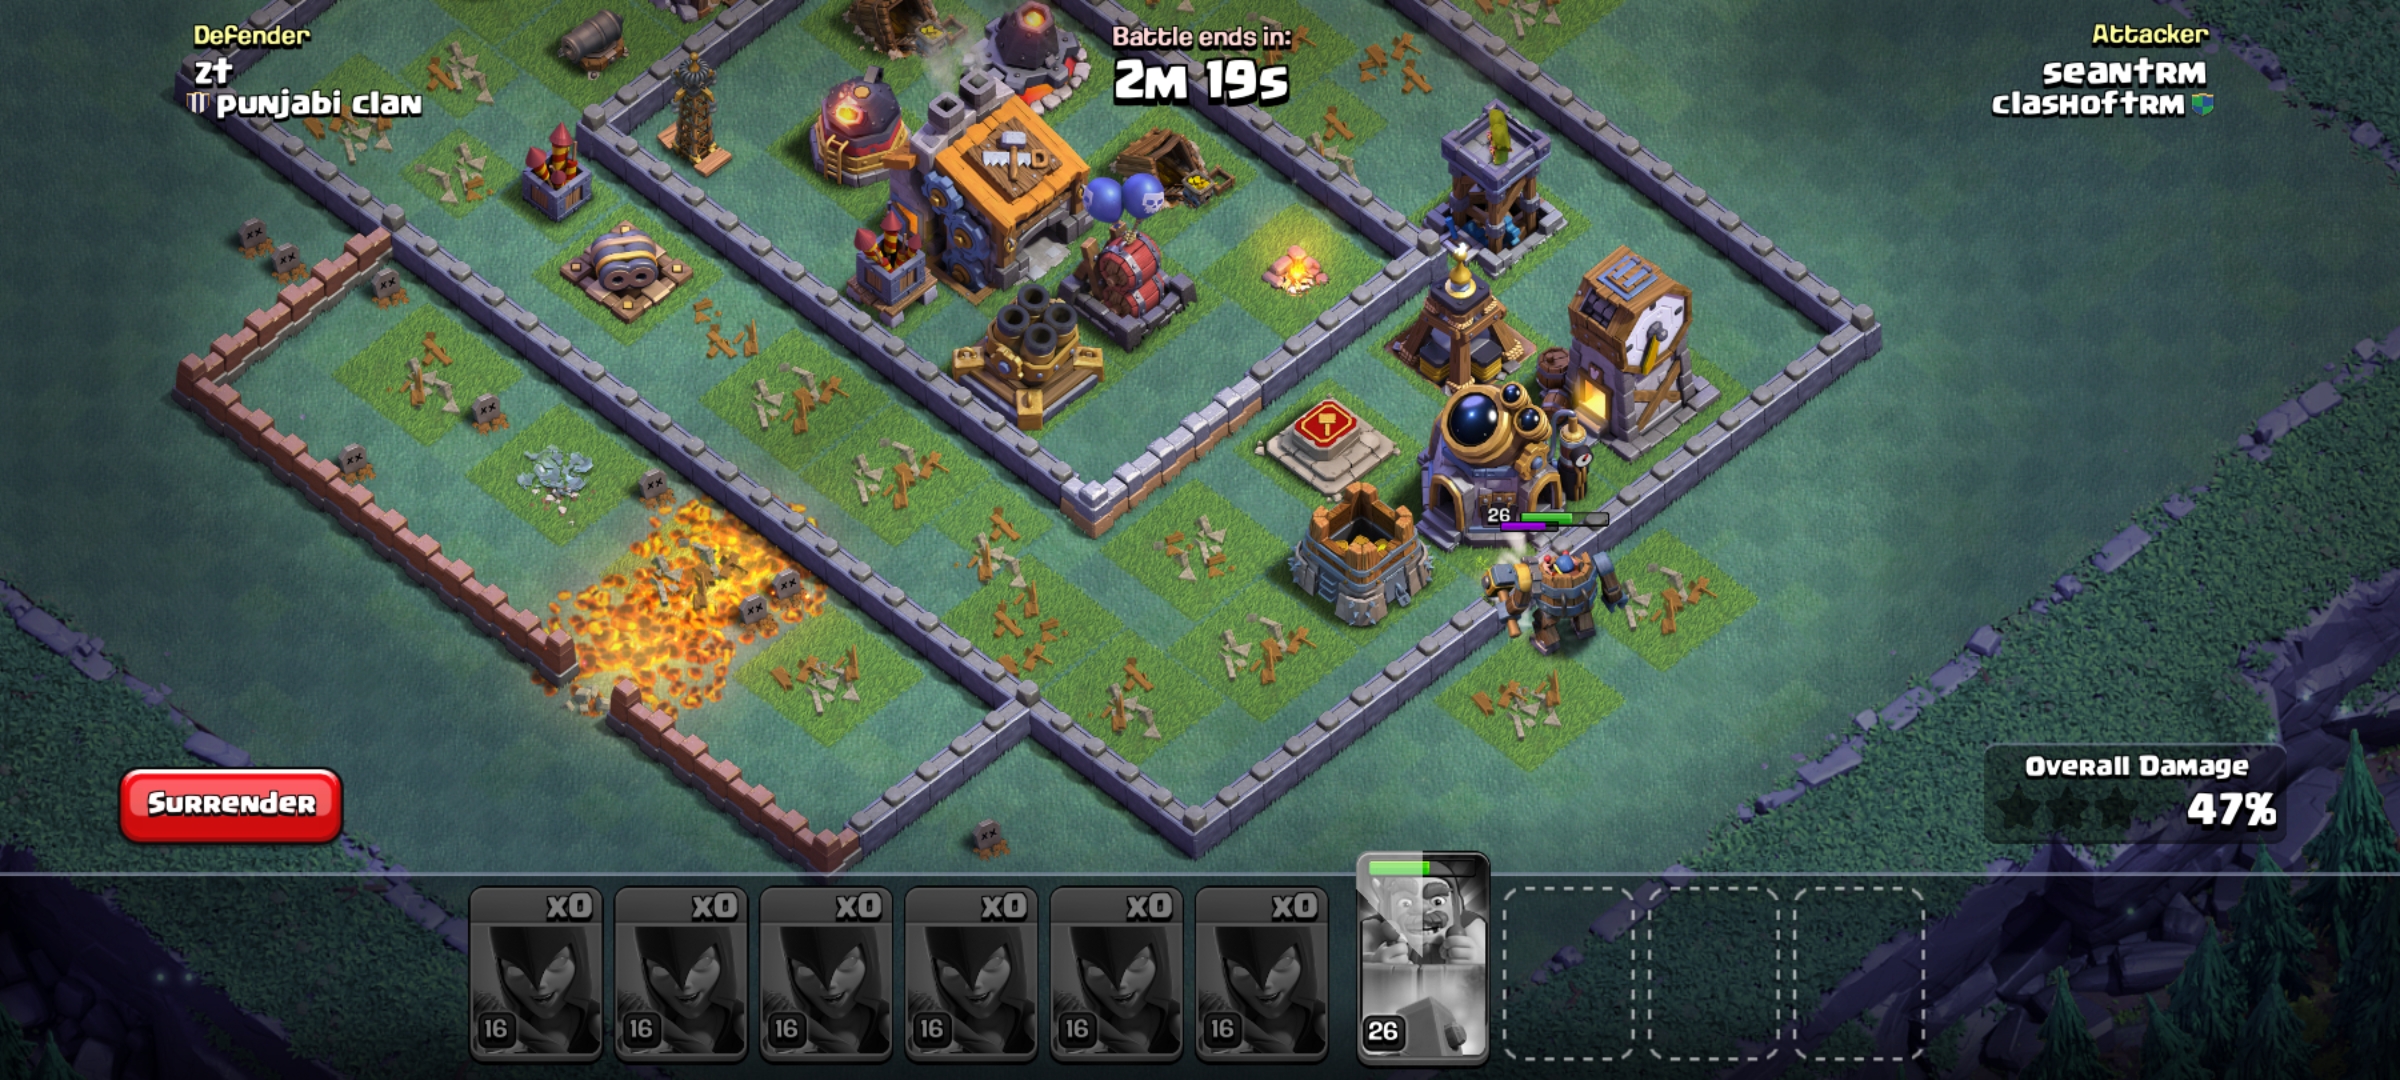 Defender
zt
punjabi clan
Battle ends in:
2M 19s
Attacker
seantRM
clashoftRM
26
Surrender
Overall Damage
47%
x0 x0 x0 x0 x0 x0
16 16 16 16 16 16 26